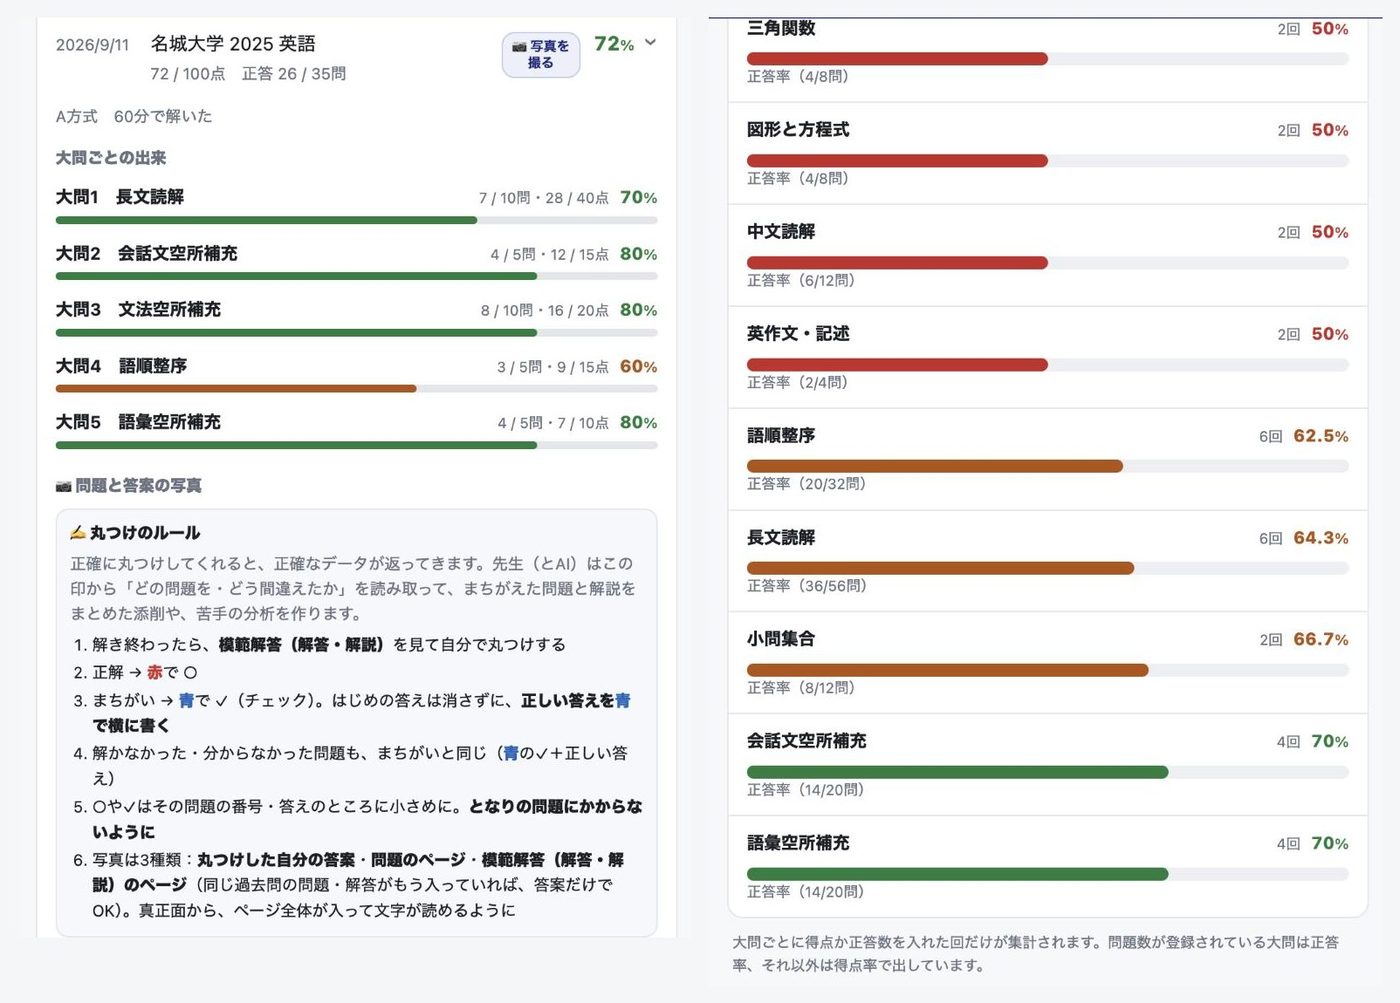 2026/9/11 名城大学 2025 英語
写真を
撮る
72%
72 / 100点 正答 26 / 35問
A方式 60分で解いた
大問ごとの出来
大問1 長文読解 7 / 10問・28 / 40点 70%
大問2 会話文空所補充 4 / 5問・12 / 15点 80%
大問3 文法空所補充 8 / 10問・16 / 20点 80%
大問4 語順整序 3 / 5問・9 / 15点 60%
大問5 語彙空所補充 4 / 5問・7 / 10点 80%
問題と答案の写真
丸つけのルール
正確に丸つけしてくれると、正確なデータが返ってきます。先生（とAI）はこの
印から「どの問題を・どう間違えたか」を読み取って、まちがえた問題と解説を
まとめた添削や、苦手の分析を作ります。
1. 解き終わったら、模範解答（解答・解説）を見て自分で丸つけする
2. 正解 → 赤で ○
3. まちがい → 青で ✓（チェック）。はじめの答えは消さずに、正しい答えを青
で横に書く
4. 解かなかった・分からなかった問題も、まちがいと同じ（青の✓＋正しい答
え）
5. ○や✓はその問題の番号・答えのところに小さめに。となりの問題にかからな
いように
6. 写真は3種類：丸つけした自分の答案・問題のページ・模範解答（解答・解
説）のページ（同じ過去問の問題・解答がもう入っていれば、答案だけで
OK）。真正面から、ページ全体が入って文字が読めるように
三角関数 2回 50%
正答率（4/8問）
図形と方程式 2回 50%
正答率（4/8問）
中文読解 2回 50%
正答率（6/12問）
英作文・記述 2回 50%
正答率（2/4問）
語順整序 6回 62.5%
正答率（20/32問）
長文読解 6回 64.3%
正答率（36/56問）
小問集合 2回 66.7%
正答率（8/12問）
会話文空所補充 4回 70%
正答率（14/20問）
語彙空所補充 4回 70%
正答率（14/20問）
大問ごとに得点か正答数を入れた回だけが集計されます。問題数が登録されている大問は正答
率、それ以外は得点率で出しています。